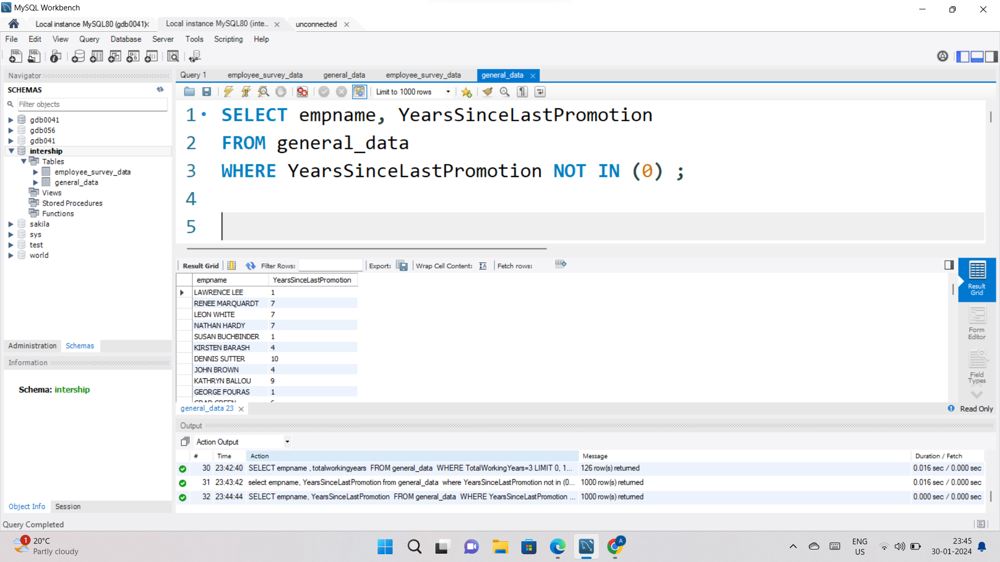 MySQL Workbench
Local instance MySQL80 (gdb0041)
Local instance MySQL80 (inte...
unconnected
File Edit View Query Database Server Tools Scripting Help
Navigator
SCHEMAS
Filter objects
gdb0041
gdb056
gdb041
intership
Tables
employee_survey_data
general_data
Views
Stored Procedures
Functions
sakila
sys
test
world
Administration Schemas
Information
Schema: intership
Object Info Session
Query 1 employee_survey_data general_data employee_survey_data general_data
Limit to 1000 rows
1 SELECT empname, YearsSinceLastPromotion
2 FROM general_data
3 WHERE YearsSinceLastPromotion NOT IN (0) ;
4
5
Result Grid Filter Rows: Export: Wrap Cell Content: Fetch rows:
empname YearsSinceLastPromotion
LAWRENCE LEE 1
RENEE MARQUARDT 7
LEON WHITE 7
NATHAN HARDY 7
SUSAN BUCHBINDER 1
KIRSTEN BARASH 4
DENNIS SUTTER 10
JOHN BROWN 4
KATHRYN BALLOU 9
GEORGE FOURAS 1
Result
Grid
Form
Editor
Field
Types
general_data 23
Read Only
Output
Action Output
# Time Action Message Duration / Fetch
30 23:42:40 SELECT empname , totalworkingyears FROM general_data WHERE TotalWorkingYears=3 LIMIT 0, 1... 126 row(s) returned 0.016 sec / 0.000 sec
31 23:43:42 select empname, YearsSinceLastPromotion from general_data where YearsSinceLastPromotion not in (0... 1000 row(s) returned 0.016 sec / 0.000 sec
32 23:44:44 SELECT empname, YearsSinceLastPromotion FROM general_data WHERE YearsSinceLastPromotion ... 1000 row(s) returned 0.000 sec / 0.000 sec
Query Completed
1
20°C
Partly cloudy
A
ENG
US
23:45
30-01-2024